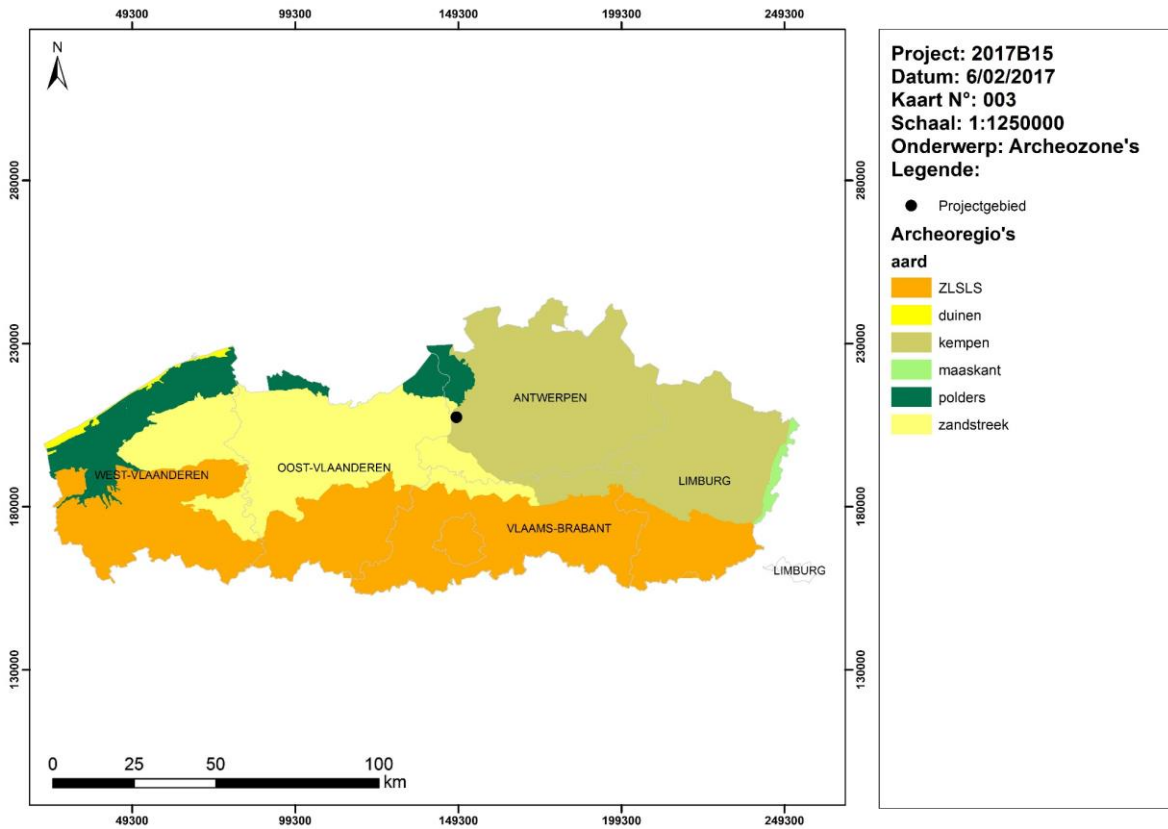 49300 99300 149300 199300 249300
N
280000 280000
230000 230000
180000 180000
130000 130000
ANTWERPEN
OOST-VLAANDEREN
WEST-VLAANDEREN
LIMBURG
VLAAMS-BRABANT
LIMBURG
0 25 50 100
km
49300 99300 149300 199300 249300
Project: 2017B15
Datum: 6/02/2017
Kaart N°: 003
Schaal: 1:1250000
Onderwerp: Archeozone's
Legende:
Projectgebied
Archeoregio's
aard
ZLSLS
duinen
kempen
maaskant
polders
zandstreek